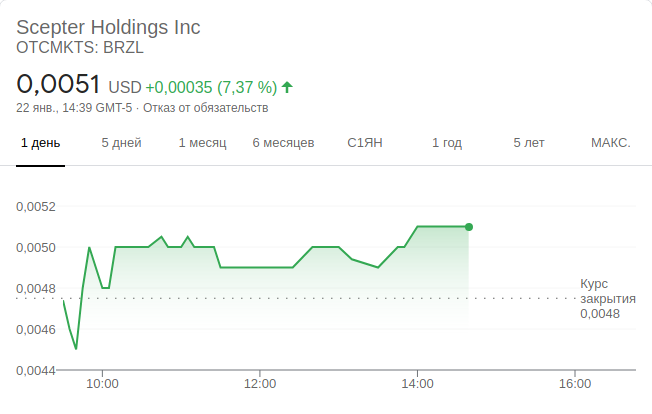 Scepter Holdings Inc
OTCMKTS: BRZL
0,0051 USD +0,00035 (7,37 %)
22 янв., 14:39 GMT-5 · Отказ от обязательств
1 день 5 дней 1 месяц 6 месяцев С1ЯН 1 год 5 лет МАКС.
0,0052
0,0050
0,0048
0,0046
0,0044
Курс
закрытия
0,0048
10:00 12:00 14:00 16:00